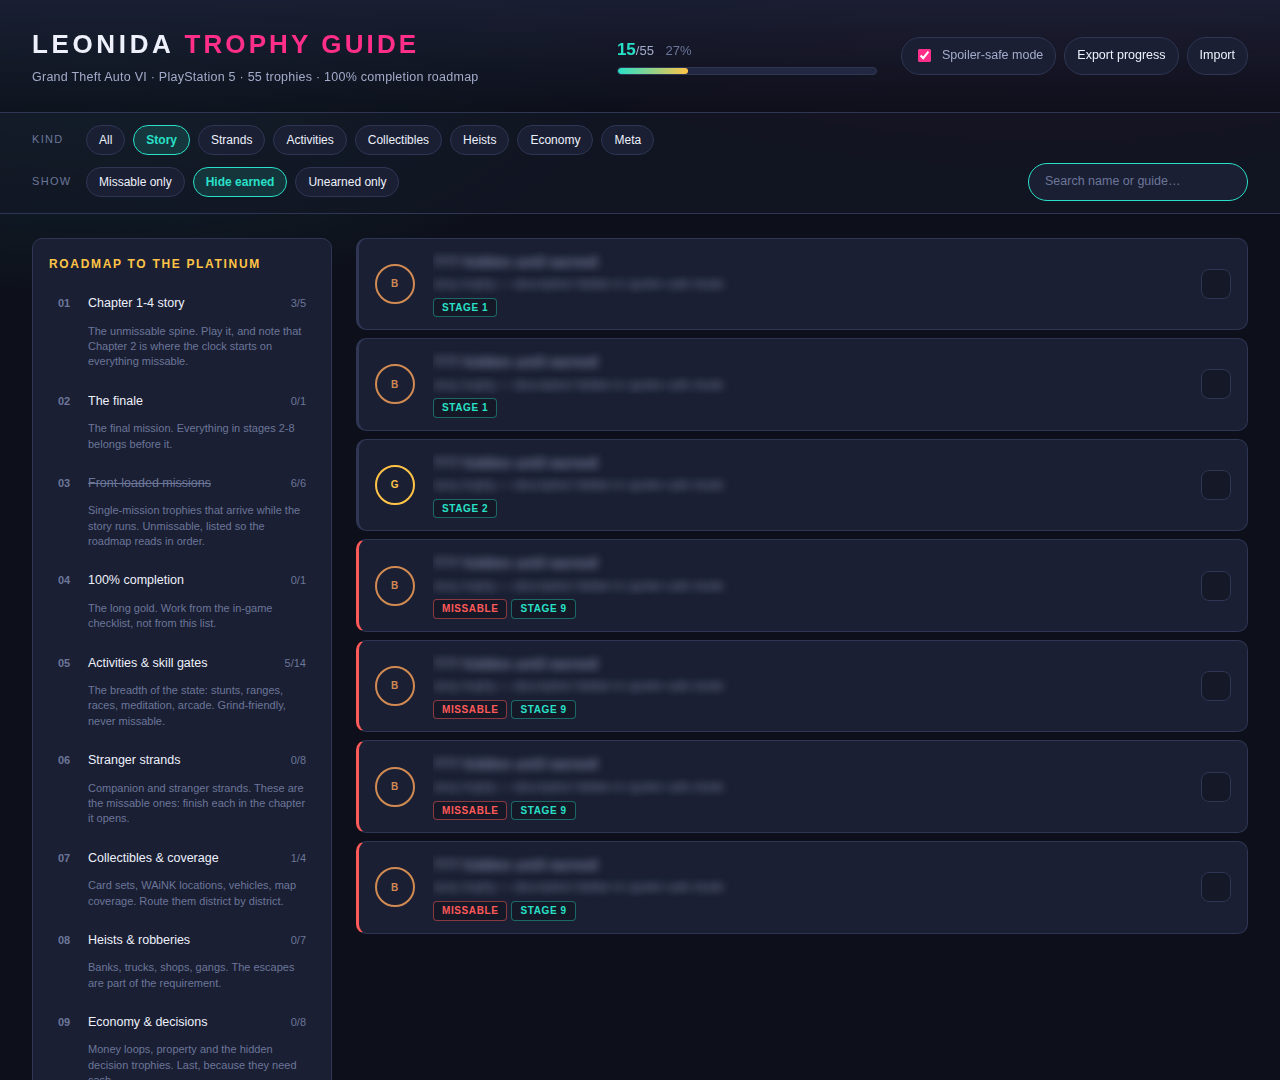 LEONIDA TROPHY GUIDE
Grand Theft Auto VI · PlayStation 5 · 55 trophies · 100% completion roadmap
15/55 27%
Spoiler-safe mode
Export progress
Import
KIND
All
Story
Strands
Activities
Collectibles
Heists
Economy
Meta
SHOW
Missable only
Hide earned
Unearned only
Search name or guide…
ROADMAP TO THE PLATINUM
01 Chapter 1-4 story 3/5
The unmissable spine. Play it, and note that
Chapter 2 is where the clock starts on
everything missable.
02 The finale 0/1
The final mission. Everything in stages 2-8
belongs before it.
03 Front-loaded missions 6/6
Single-mission trophies that arrive while the
story runs. Unmissable, listed so the
roadmap reads in order.
04 100% completion 0/1
The long gold. Work from the in-game
checklist, not from this list.
05 Activities & skill gates 5/14
The breadth of the state: stunts, ranges,
races, meditation, arcade. Grind-friendly,
never missable.
06 Stranger strands 0/8
Companion and stranger strands. These are
the missable ones: finish each in the chapter
it opens.
07 Collectibles & coverage 1/4
Card sets, WAiNK locations, vehicles, map
coverage. Route them district by district.
08 Heists & robberies 0/7
Banks, trucks, shops, gangs. The escapes
are part of the requirement.
09 Economy & decisions 0/8
Money loops, property and the hidden
decision trophies. Last, because they need
B
STAGE 1
B
STAGE 1
G
STAGE 2
B
MISSABLE STAGE 9
B
MISSABLE STAGE 9
B
MISSABLE STAGE 9
B
MISSABLE STAGE 9